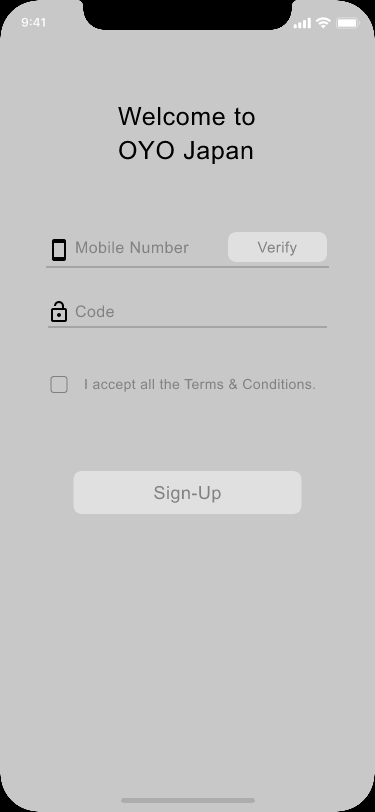 9:41
Welcome to
OYO Japan
Mobile Number
Verify
Code
I accept all the Terms & Conditions.
Sign-Up